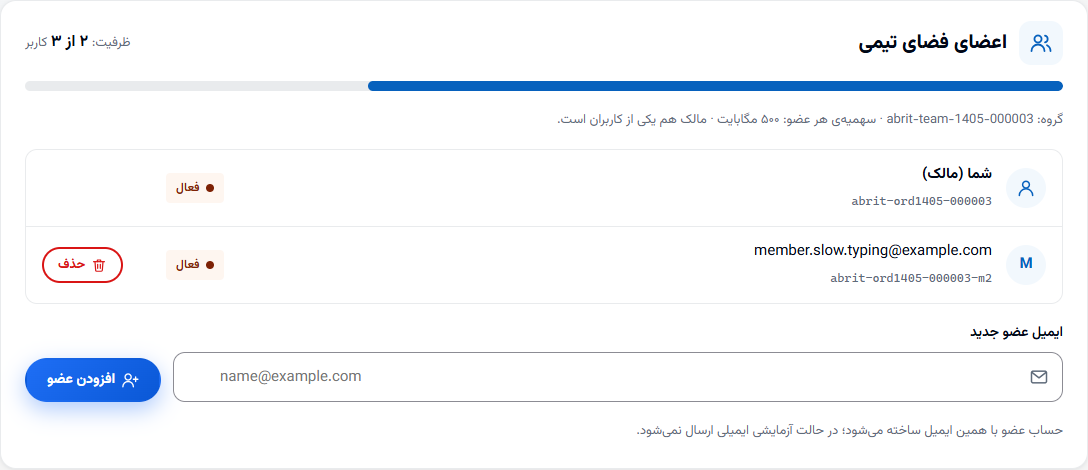 اعضای فضای تیمی
ظرفیت: ۲ از ۳ کاربر
گروه: abrit-team-1405-000003 · سهمیه‌ی هر عضو: ۵۰۰ مگابایت · مالک هم یکی از کاربران است.
شما (مالک)
abrit-ord1405-000003
فعال
M
member.slow.typing@example.com
abrit-ord1405-000003-m2
فعال
حذف
ایمیل عضو جدید
name@example.com
افزودن عضو
حساب عضو با همین ایمیل ساخته می‌شود؛ در حالت آزمایشی ایمیلی ارسال نمی‌شود.